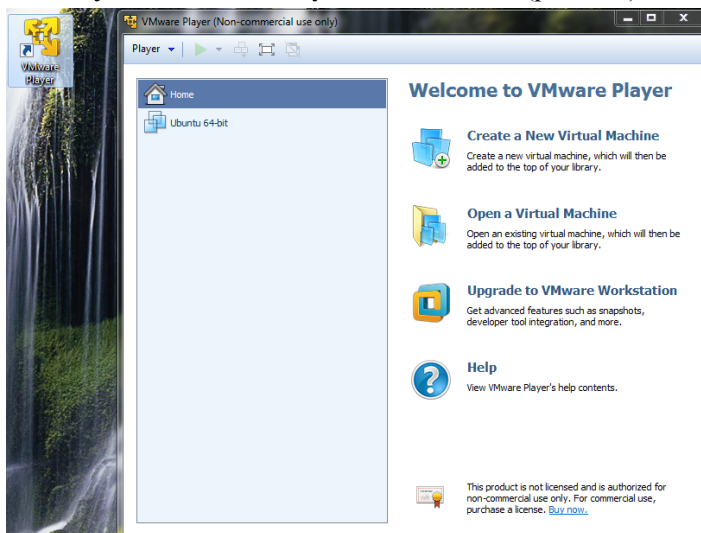 VMware Player (Non-commercial use only)
VMware
Player
Player
Home
Ubuntu 64-bit
Welcome to VMware Player
Create a New Virtual Machine
Create a new virtual machine, which will then be
added to the top of your library.
Open a Virtual Machine
Open an existing virtual machine, which will then be
added to the top of your library.
Upgrade to VMware Workstation
Get advanced features such as snapshots,
developer tool integration, and more.
Help
View VMware Player's help contents.
This product is not licensed and is authorized for
non-commercial use only. For commercial use,
purchase a license. Buy now.